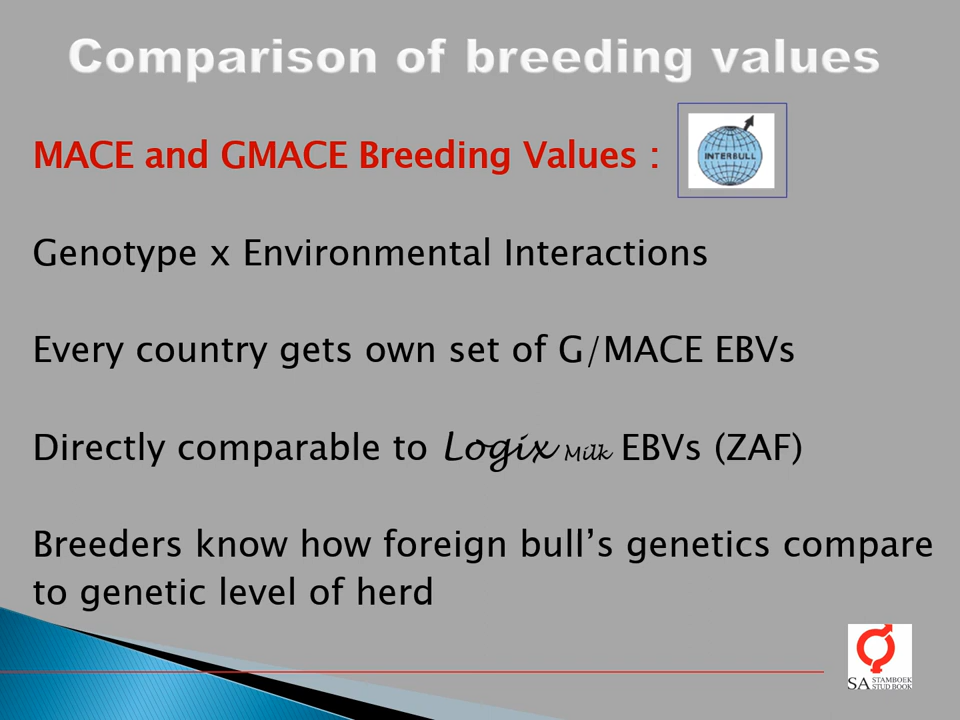 Comparison of breeding values
MACE and GMACE Breeding Values :
INTERBULL
Genotype x Environmental Interactions
Every country gets own set of G/MACE EBVs
Directly comparable to Logix Milk EBVs (ZAF)
Breeders know how foreign bull’s genetics compare
to genetic level of herd
SA STAMBOEK
STUD BOOK